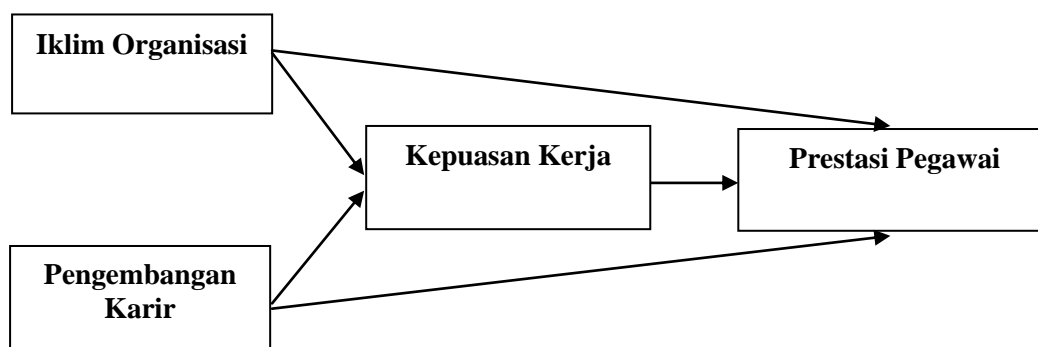 Iklim Organisasi
Kepuasan Kerja
Prestasi Pegawai
Pengembangan
Karir